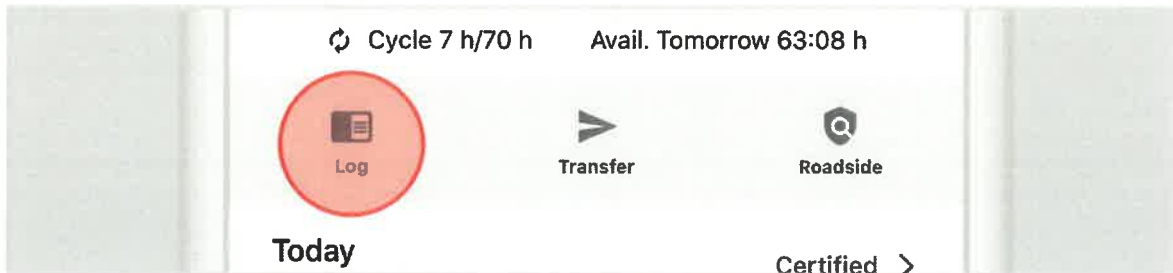 Cycle 7 h/70 h Avail. Tomorrow 63:08 h
Log Transfer Roadside
Today Certified